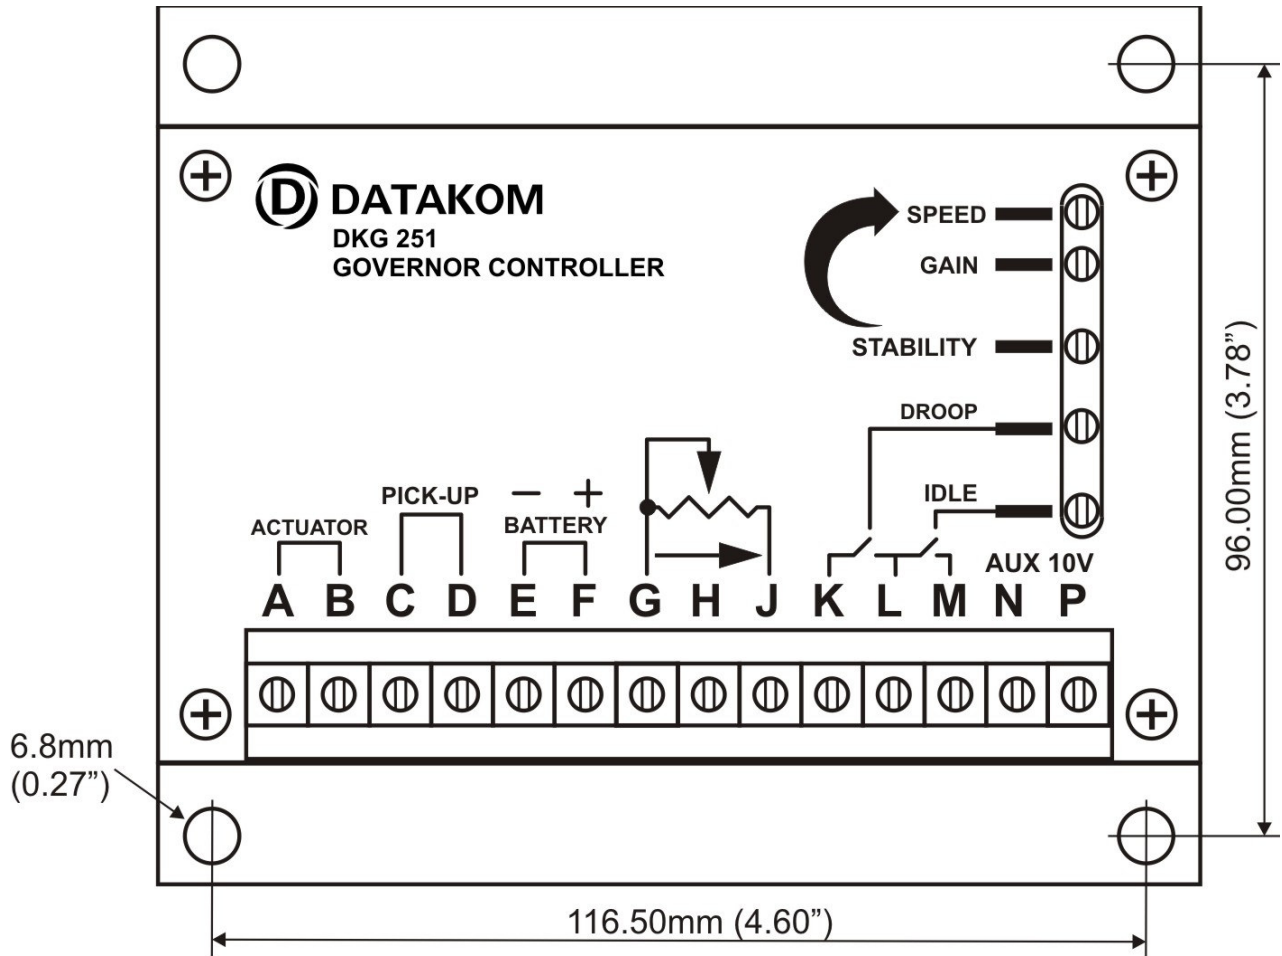 D DATAKOM
DKG 251
GOVERNOR CONTROLLER
SPEED
GAIN
STABILITY
DROOP
IDLE
PICK-UP
− +
ACTUATOR
BATTERY
AUX 10V
A B C D E F G H J K L M N P
6.8mm
(0.27”)
96.00mm (3.78”)
116.50mm (4.60”)